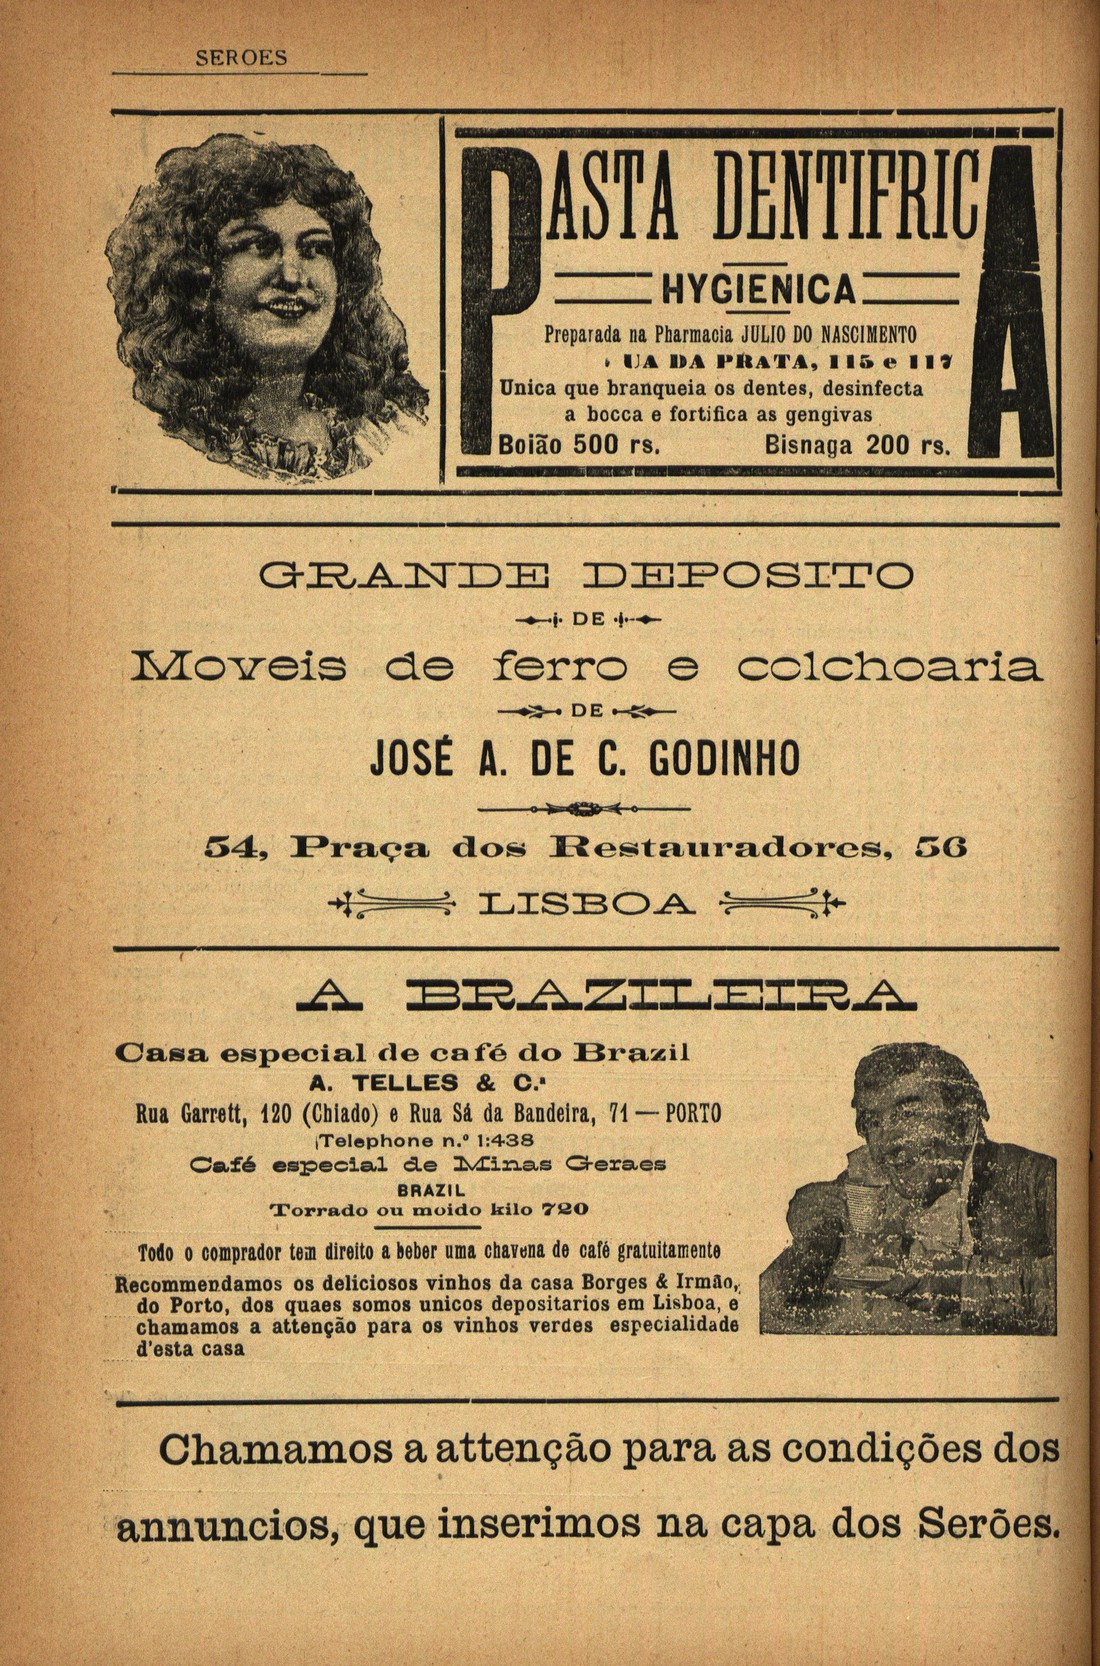 SEROES
PASTA DENTIFRICA
HYGIENICA
Preparada na Pharmacia JULIO DO NASCIMENTO
UA DA PRATA, 115 e 117
Unica que branqueia os dentes, desinfecta
a bocca e fortifica as gengivas
Boião 500 rs. Bisnaga 200 rs.
GRANDE DEPOSITO
DE
Moveis de ferro e colchoaria
DE
JOSÉ A. DE C. GODINHO
54, Praça dos Restauradores, 56
LISBOA
A BRAZILEIRA
Casa especial de café do Brazil
A. TELLES & C.ª
Rua Garrett, 120 (Chiado) e Rua Sá da Bandeira, 71 — PORTO
Telephone n.º 1:438
Café especial de Minas Geraes
BRAZIL
Torrado ou moido kilo 720
Todo o comprador tem direito a beber uma chavena de café gratuitamente
Recommendamos os deliciosos vinhos da casa Borges & Irmão,
do Porto, dos quaes somos unicos depositarios em Lisboa, e
chamamos a attenção para os vinhos verdes especialidade
d'esta casa
Chamamos a attenção para as condições dos
annuncios, que inserimos na capa dos Serões.